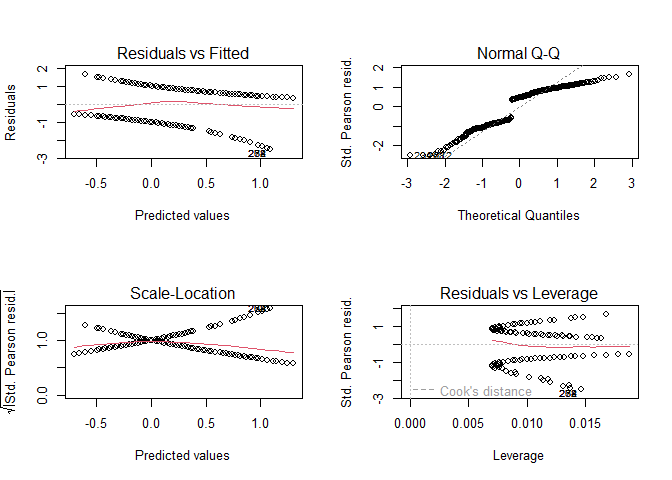 Residuals vs Fitted
Residuals
-3 -1 1 2
-0.5 0.0 0.5 1.0
Predicted values
Normal Q-Q
Std. Pearson resid.
-2 0 1 2
-3 -2 -1 0 1 2 3
Theoretical Quantiles
Scale-Location
√|Std. Pearson resid.|
0.0 1.0
-0.5 0.0 0.5 1.0
Predicted values
Residuals vs Leverage
Std. Pearson resid.
-3 -1 1
Cook's distance
0.000 0.005 0.010 0.015
Leverage